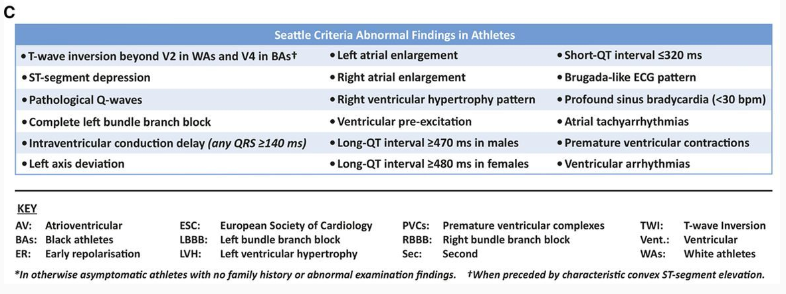 C
Seattle Criteria Abnormal Findings in Athletes
• T-wave inversion beyond V2 in WAs and V4 in BAs†
• Left atrial enlargement
• Short-QT interval ≤320 ms
• ST-segment depression
• Right atrial enlargement
• Brugada-like ECG pattern
• Pathological Q-waves
• Right ventricular hypertrophy pattern
• Profound sinus bradycardia (<30 bpm)
• Complete left bundle branch block
• Ventricular pre-excitation
• Atrial tachyarrhythmias
• Intraventricular conduction delay (any QRS ≥140 ms)
• Long-QT interval ≥470 ms in males
• Premature ventricular contractions
• Left axis deviation
• Long-QT interval ≥480 ms in females
• Ventricular arrhythmias
KEY
AV: Atrioventricular
ESC: European Society of Cardiology
PVCs: Premature ventricular complexes
TWI: T-wave Inversion
BAs: Black athletes
LBBB: Left bundle branch block
RBBB: Right bundle branch block
Vent.: Ventricular
ER: Early repolarisation
LVH: Left ventricular hypertrophy
Sec: Second
WAs: White athletes
*In otherwise asymptomatic athletes with no family history or abnormal examination findings. †When preceded by characteristic convex ST-segment elevation.